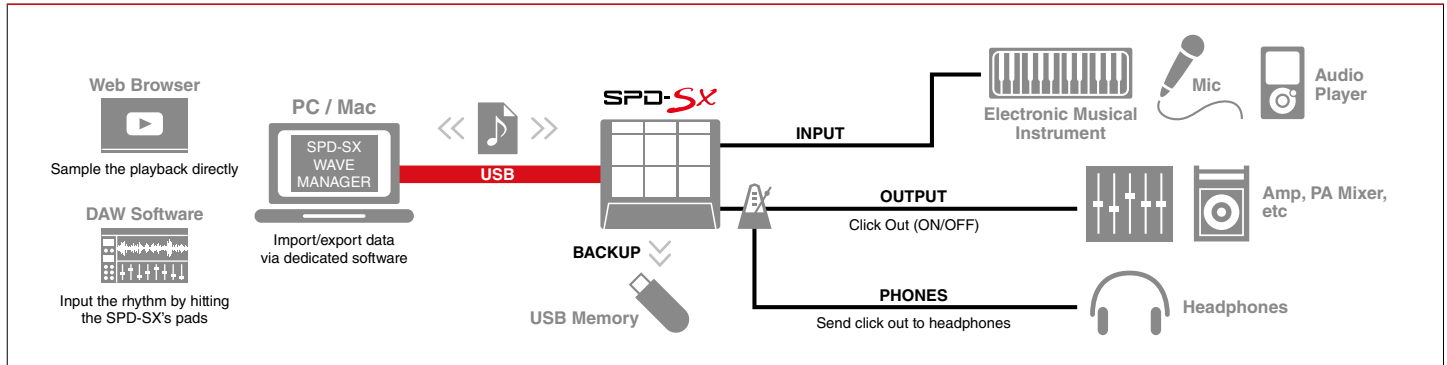 Web Browser
Sample the playback directly
DAW Software
Input the rhythm by hitting
the SPD-SX's pads
PC / Mac
SPD-SX
WAVE
MANAGER
Import/export data
via dedicated software
USB
SPD-SX
BACKUP
USB Memory
INPUT
Electronic Musical
Instrument
Mic
Audio
Player
OUTPUT
Click Out (ON/OFF)
Amp, PA Mixer,
etc
PHONES
Send click out to headphones
Headphones